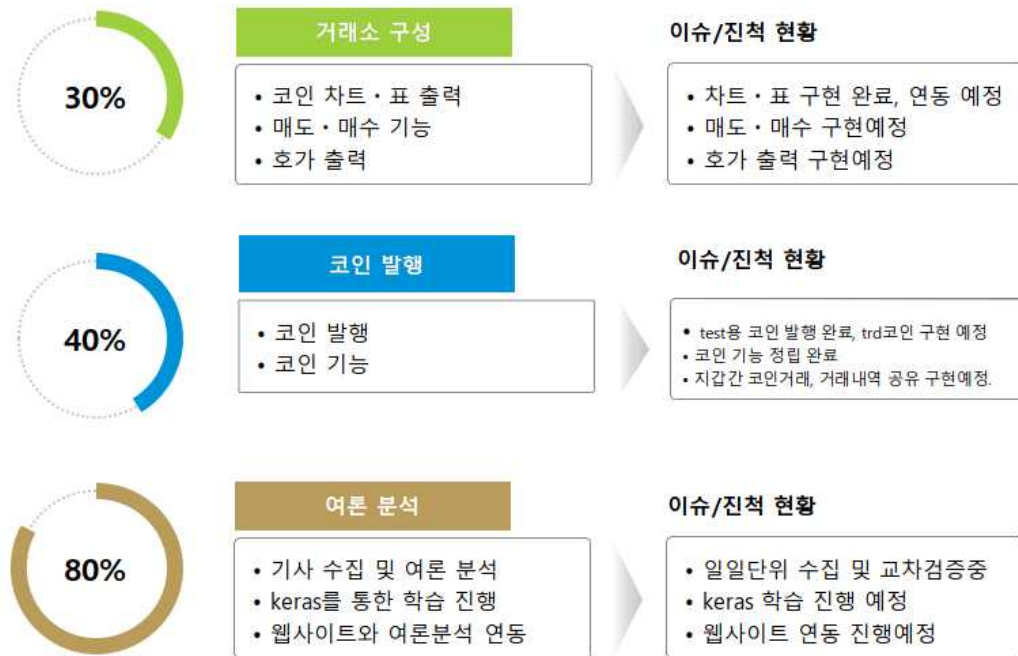 30%
거래소 구성
• 코인 차트・표 출력
• 매도・매수 기능
• 호가 출력
이슈/진척 현황
• 차트・표 구현 완료, 연동 예정
• 매도・매수 구현예정
• 호가 출력 구현예정
40%
코인 발행
• 코인 발행
• 코인 기능
이슈/진척 현황
• test용 코인 발행 완료, trd코인 구현 예정
• 코인 기능 정립 완료
• 지갑간 코인거래, 거래내역 공유 구현예정.
80%
여론 분석
• 기사 수집 및 여론 분석
• keras를 통한 학습 진행
• 웹사이트와 여론분석 연동
이슈/진척 현황
• 일일단위 수집 및 교차검증중
• keras 학습 진행 예정
• 웹사이트 연동 진행예정